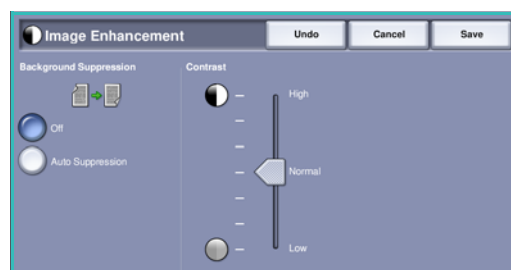 Image Enhancement
Undo
Cancel
Save
Background Suppression
Contrast
High
Off
Auto Suppression
Normal
Low